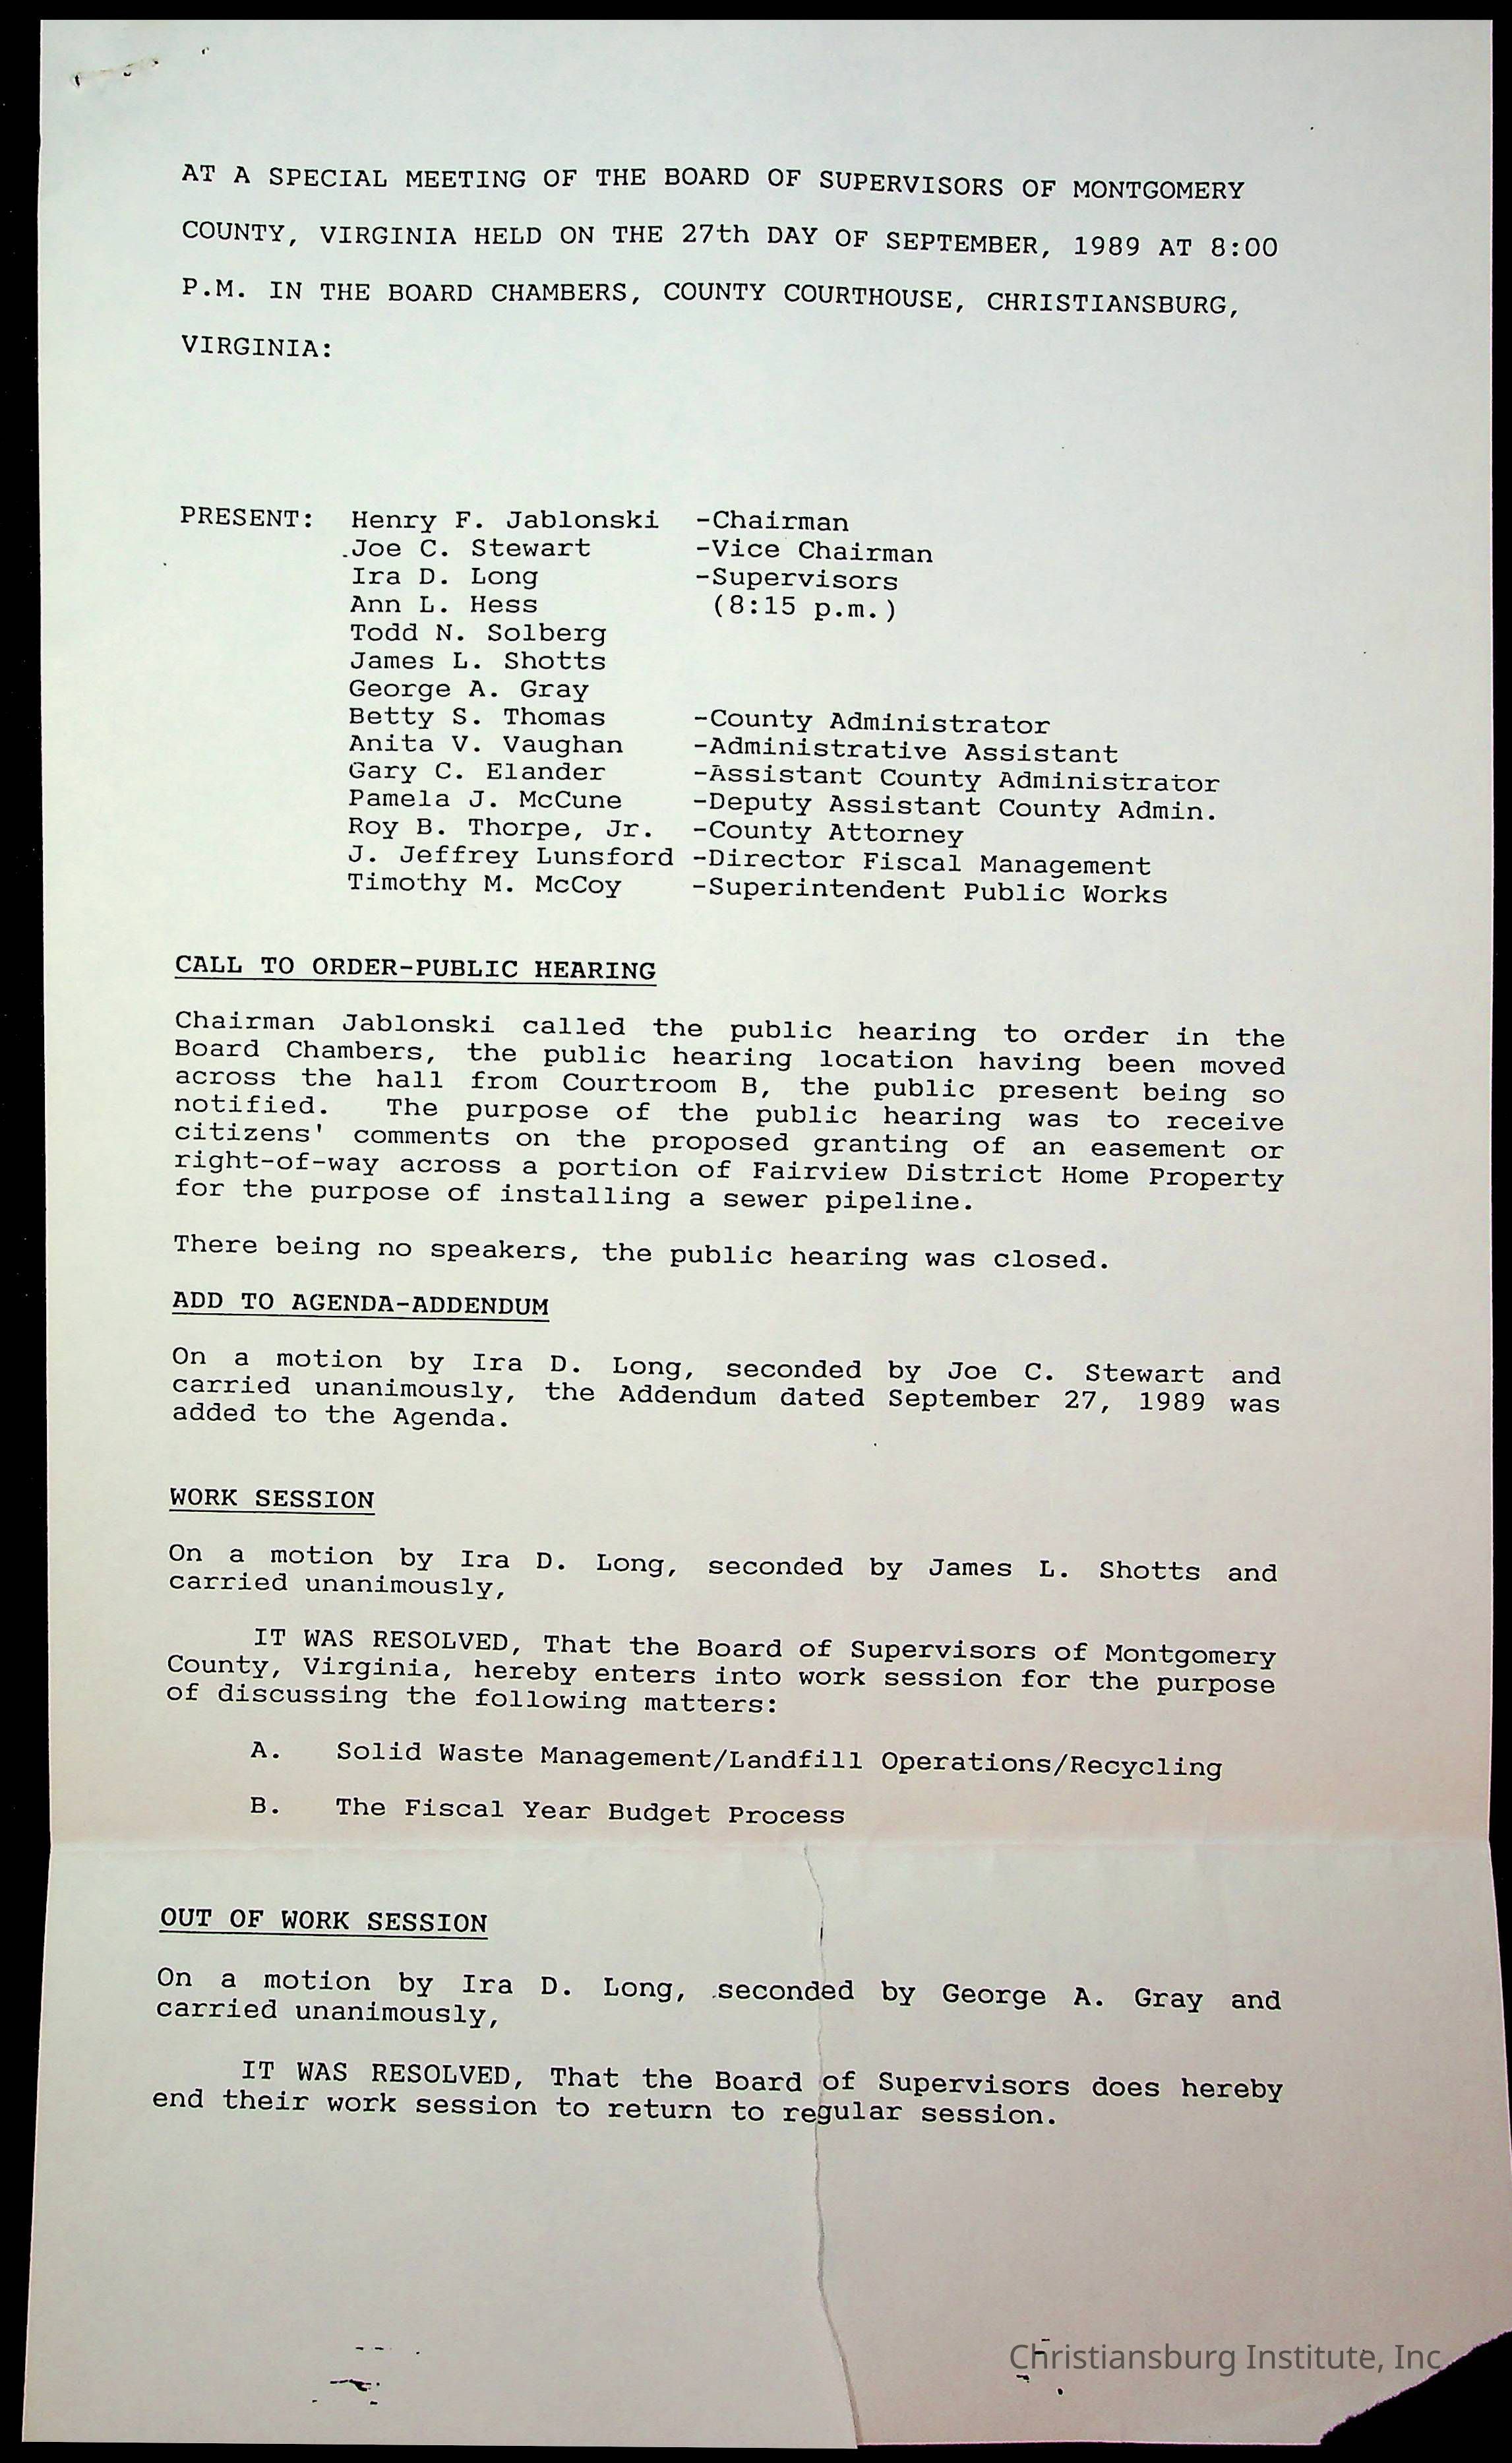 AT A SPECIAL MEETING OF THE BOARD OF SUPERVISORS OF MONTGOMERY
COUNTY, VIRGINIA HELD ON THE 27th DAY OF SEPTEMBER, 1989 AT 8:00
P.M. IN THE BOARD CHAMBERS, COUNTY COURTHOUSE, CHRISTIANSBURG,
VIRGINIA:
PRESENT: Henry F. Jablonski -Chairman
Joe C. Stewart -Vice Chairman
Ira D. Long -Supervisors
Ann L. Hess (8:15 p.m.)
Todd N. Solberg
James L. Shotts
George A. Gray
Betty S. Thomas -County Administrator
Anita V. Vaughan -Administrative Assistant
Gary C. Elander -Assistant County Administrator
Pamela J. McCune -Deputy Assistant County Admin.
Roy B. Thorpe, Jr. -County Attorney
J. Jeffrey Lunsford -Director Fiscal Management
Timothy M. McCoy -Superintendent Public Works
CALL TO ORDER-PUBLIC HEARING
Chairman Jablonski called the public hearing to order in the
Board Chambers, the public hearing location having been moved
across the hall from Courtroom B, the public present being so
notified. The purpose of the public hearing was to receive
citizens' comments on the proposed granting of an easement or
right-of-way across a portion of Fairview District Home Property
for the purpose of installing a sewer pipeline.
There being no speakers, the public hearing was closed.
ADD TO AGENDA-ADDENDUM
On a motion by Ira D. Long, seconded by Joe C. Stewart and
carried unanimously, the Addendum dated September 27, 1989 was
added to the Agenda.
WORK SESSION
On a motion by Ira D. Long, seconded by James L. Shotts and
carried unanimously,
IT WAS RESOLVED, That the Board of Supervisors of Montgomery
County, Virginia, hereby enters into work session for the purpose
of discussing the following matters:
A. Solid Waste Management/Landfill Operations/Recycling
B. The Fiscal Year Budget Process
OUT OF WORK SESSION
On a motion by Ira D. Long, seconded by George A. Gray and
carried unanimously,
IT WAS RESOLVED, That the Board of Supervisors does hereby
end their work session to return to regular session.
Christiansburg Institute, Inc